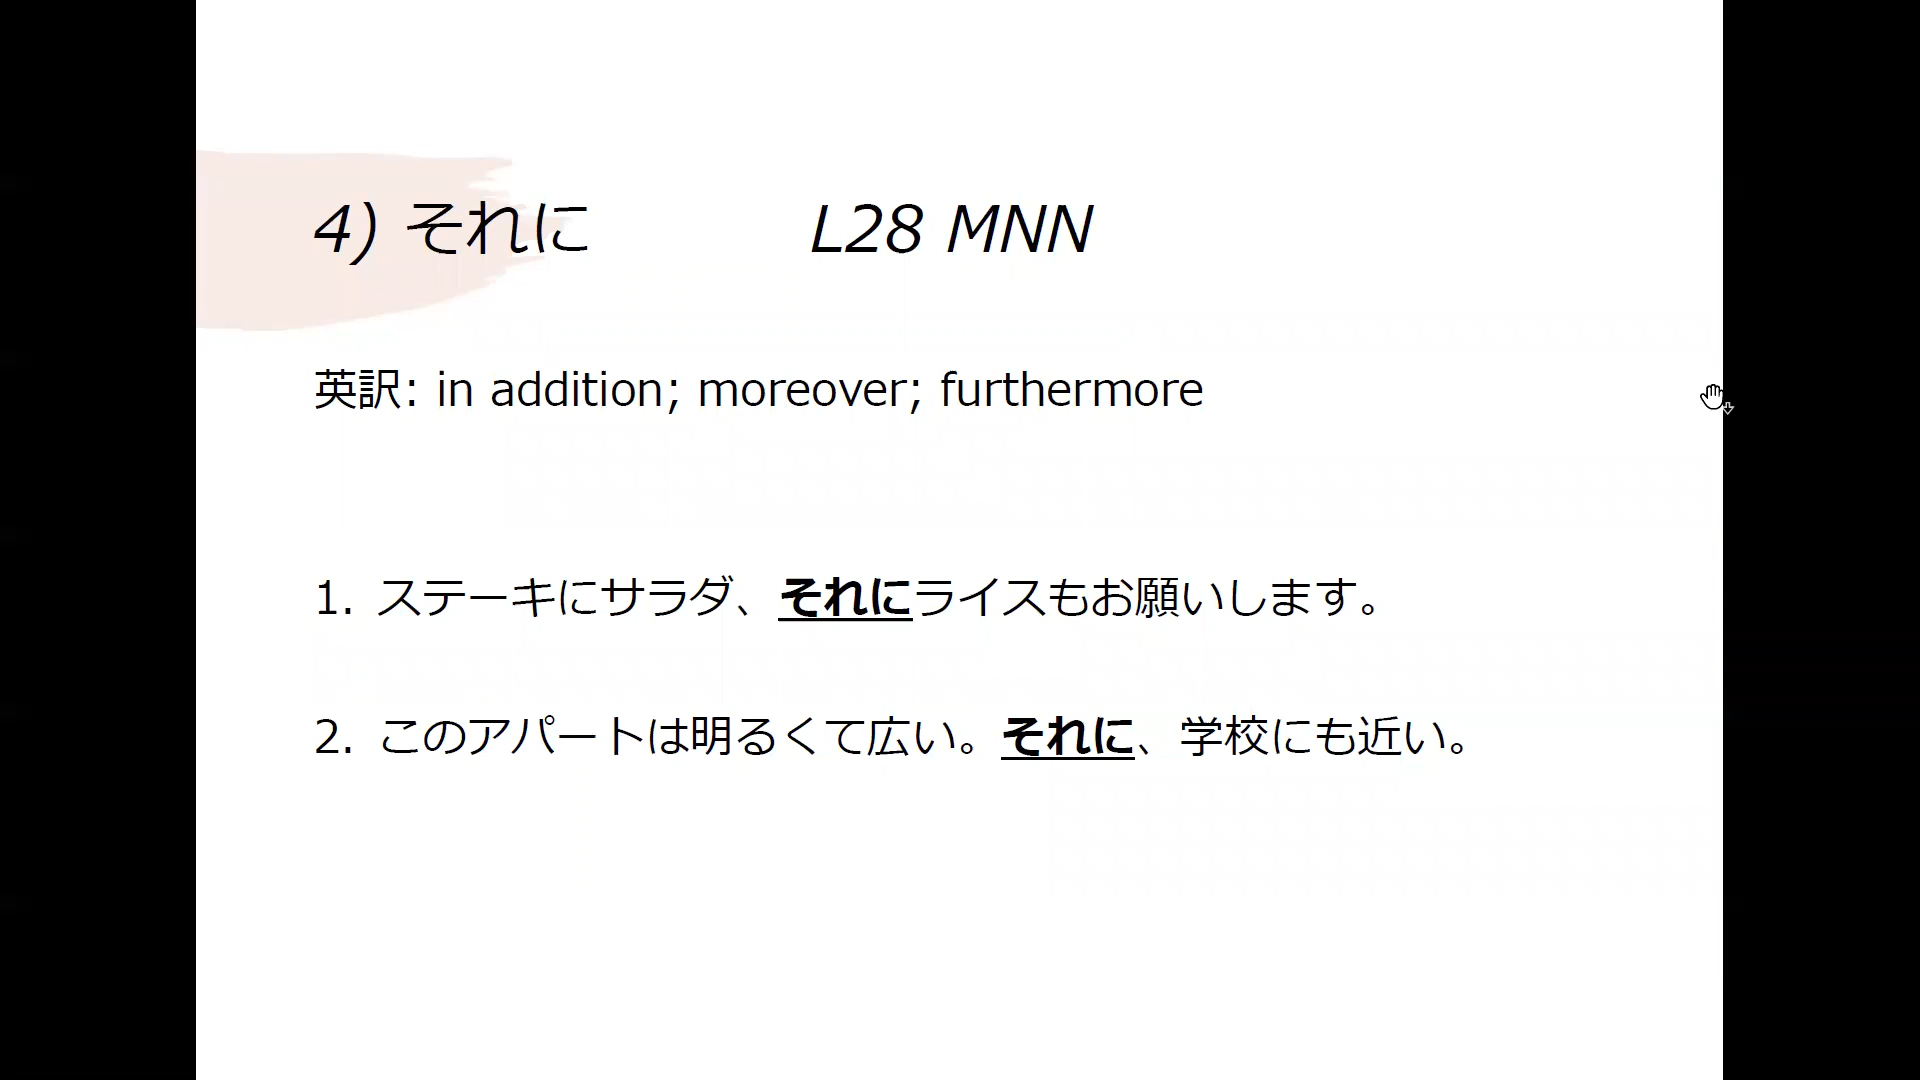 4) それに L28 MNN
英訳: in addition; moreover; furthermore
1. ステーキにサラダ、それにライスもお願いします。
2. このアパートは明るくて広い。それに、学校にも近い。